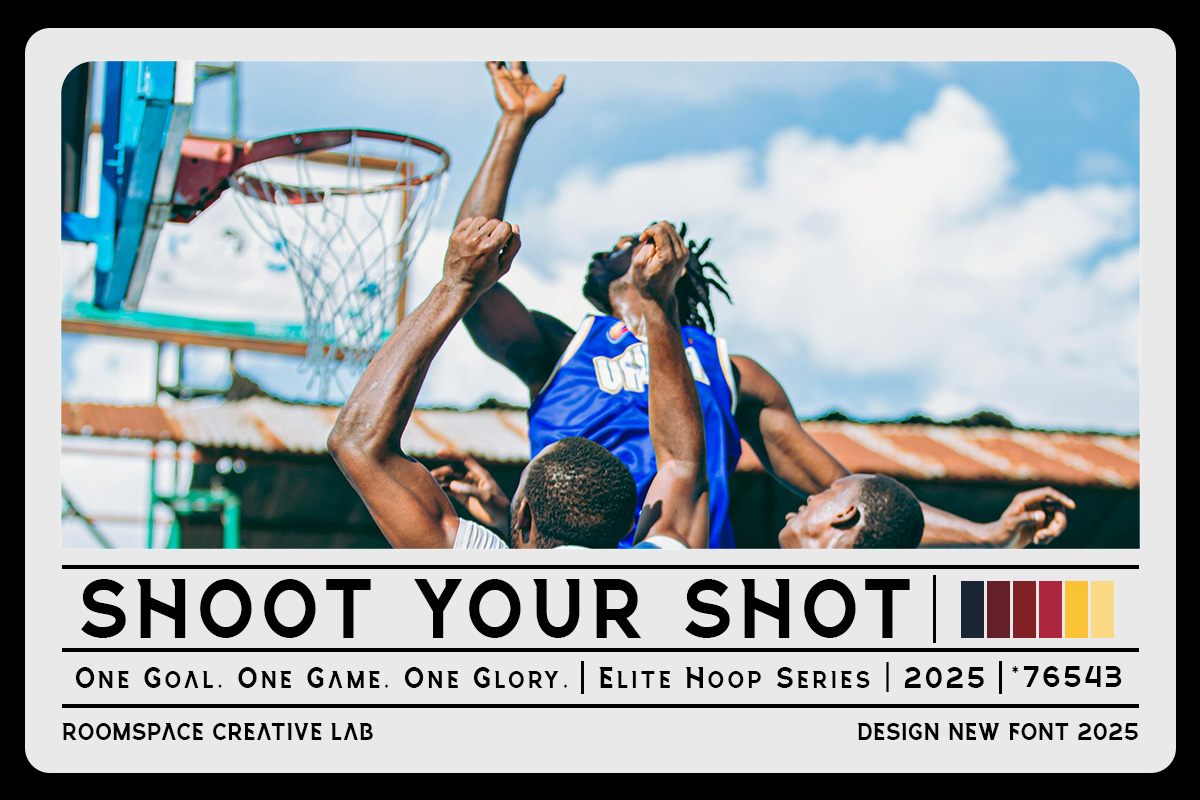 SHOOT YOUR SHOT
One Goal. One Game. One Glory. | Elite Hoop Series | 2025 | *76543
ROOMSPACE CREATIVE LAB
DESIGN NEW FONT 2025